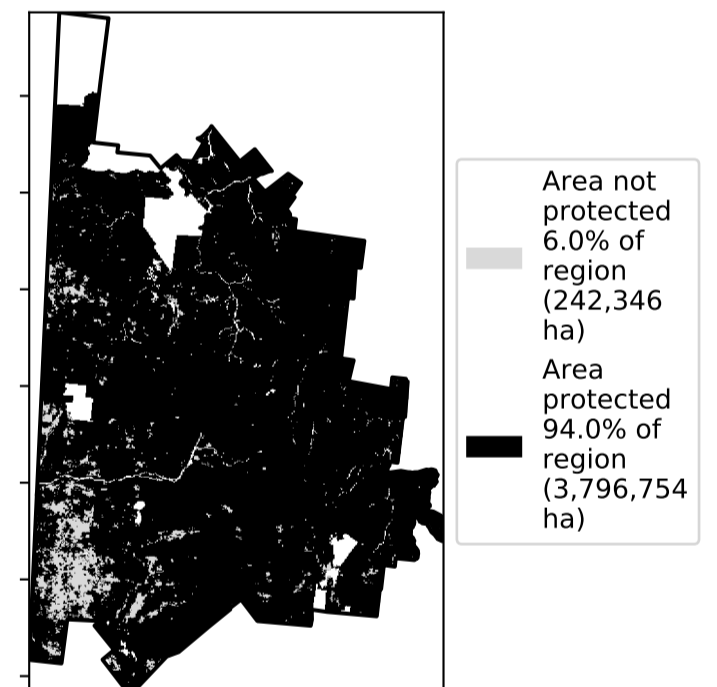 Area not
protected
6.0% of
region
(242,346
ha)
Area
protected
94.0% of
region
(3,796,754
ha)